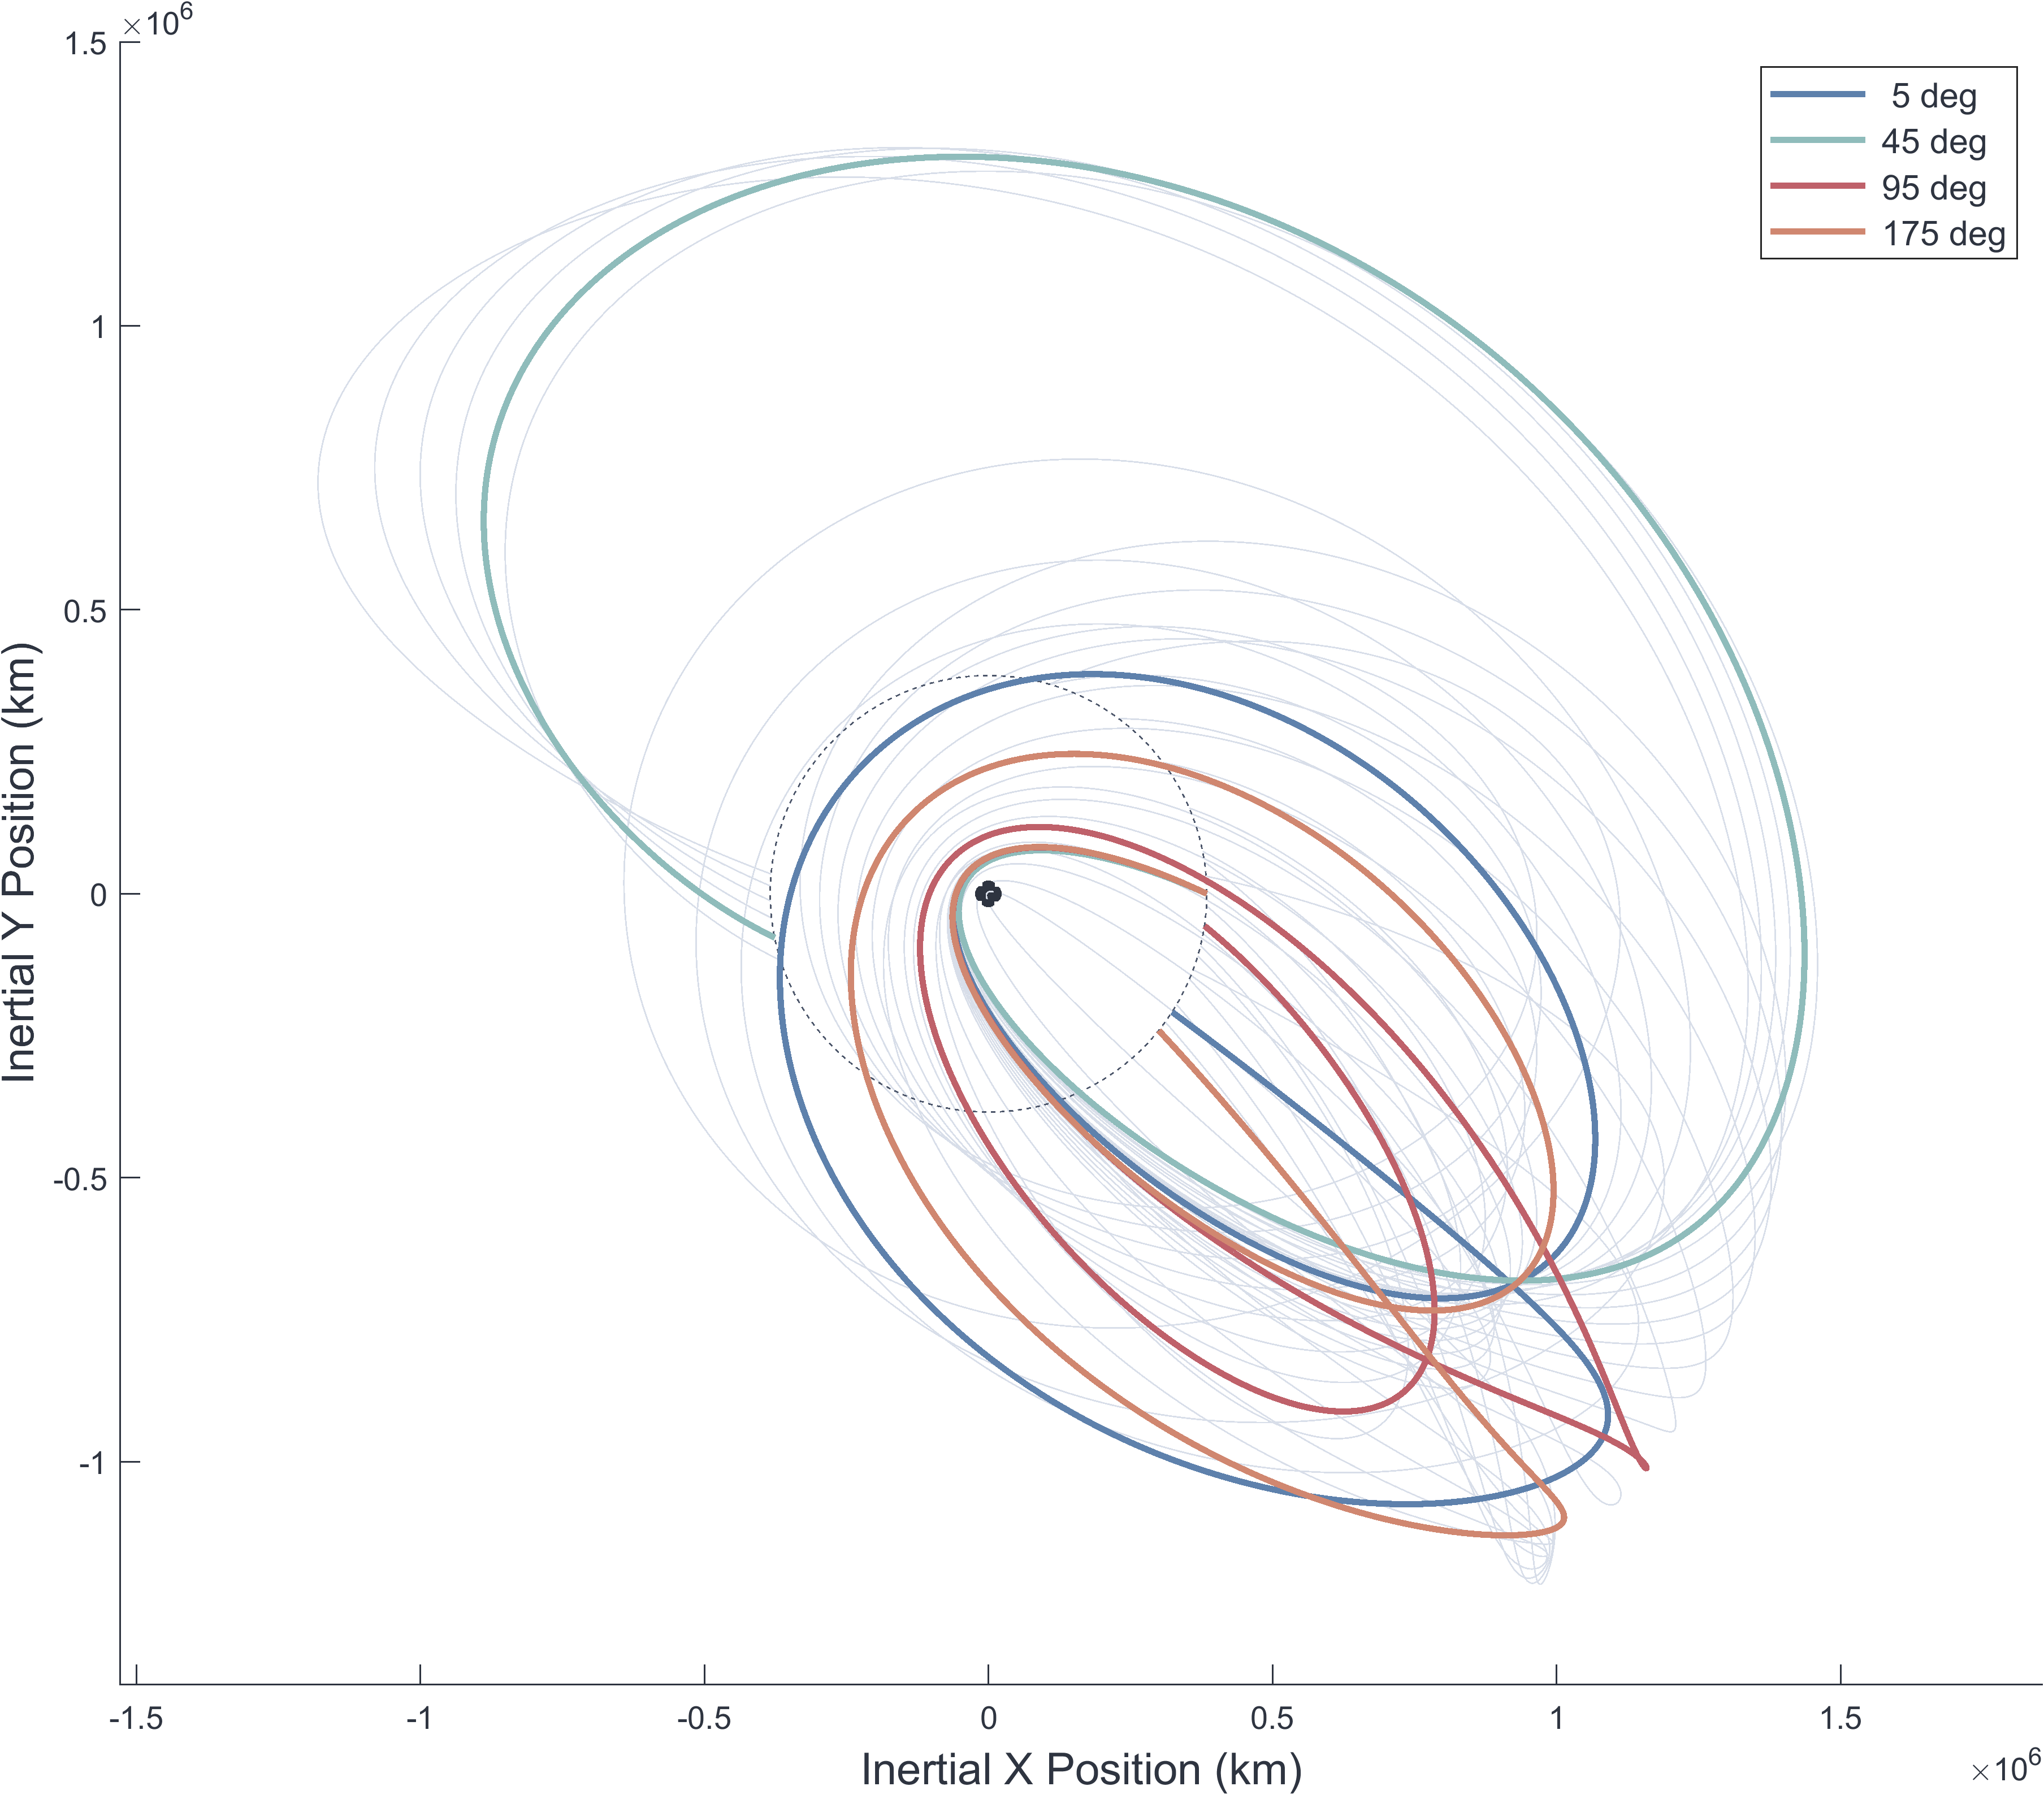 ×10⁶
1.5
1
0.5
0
-0.5
-1
Inertial Y Position (km)
5 deg
45 deg
95 deg
175 deg
-1.5 -1 -0.5 0 0.5 1 1.5
Inertial X Position (km)
×10⁶